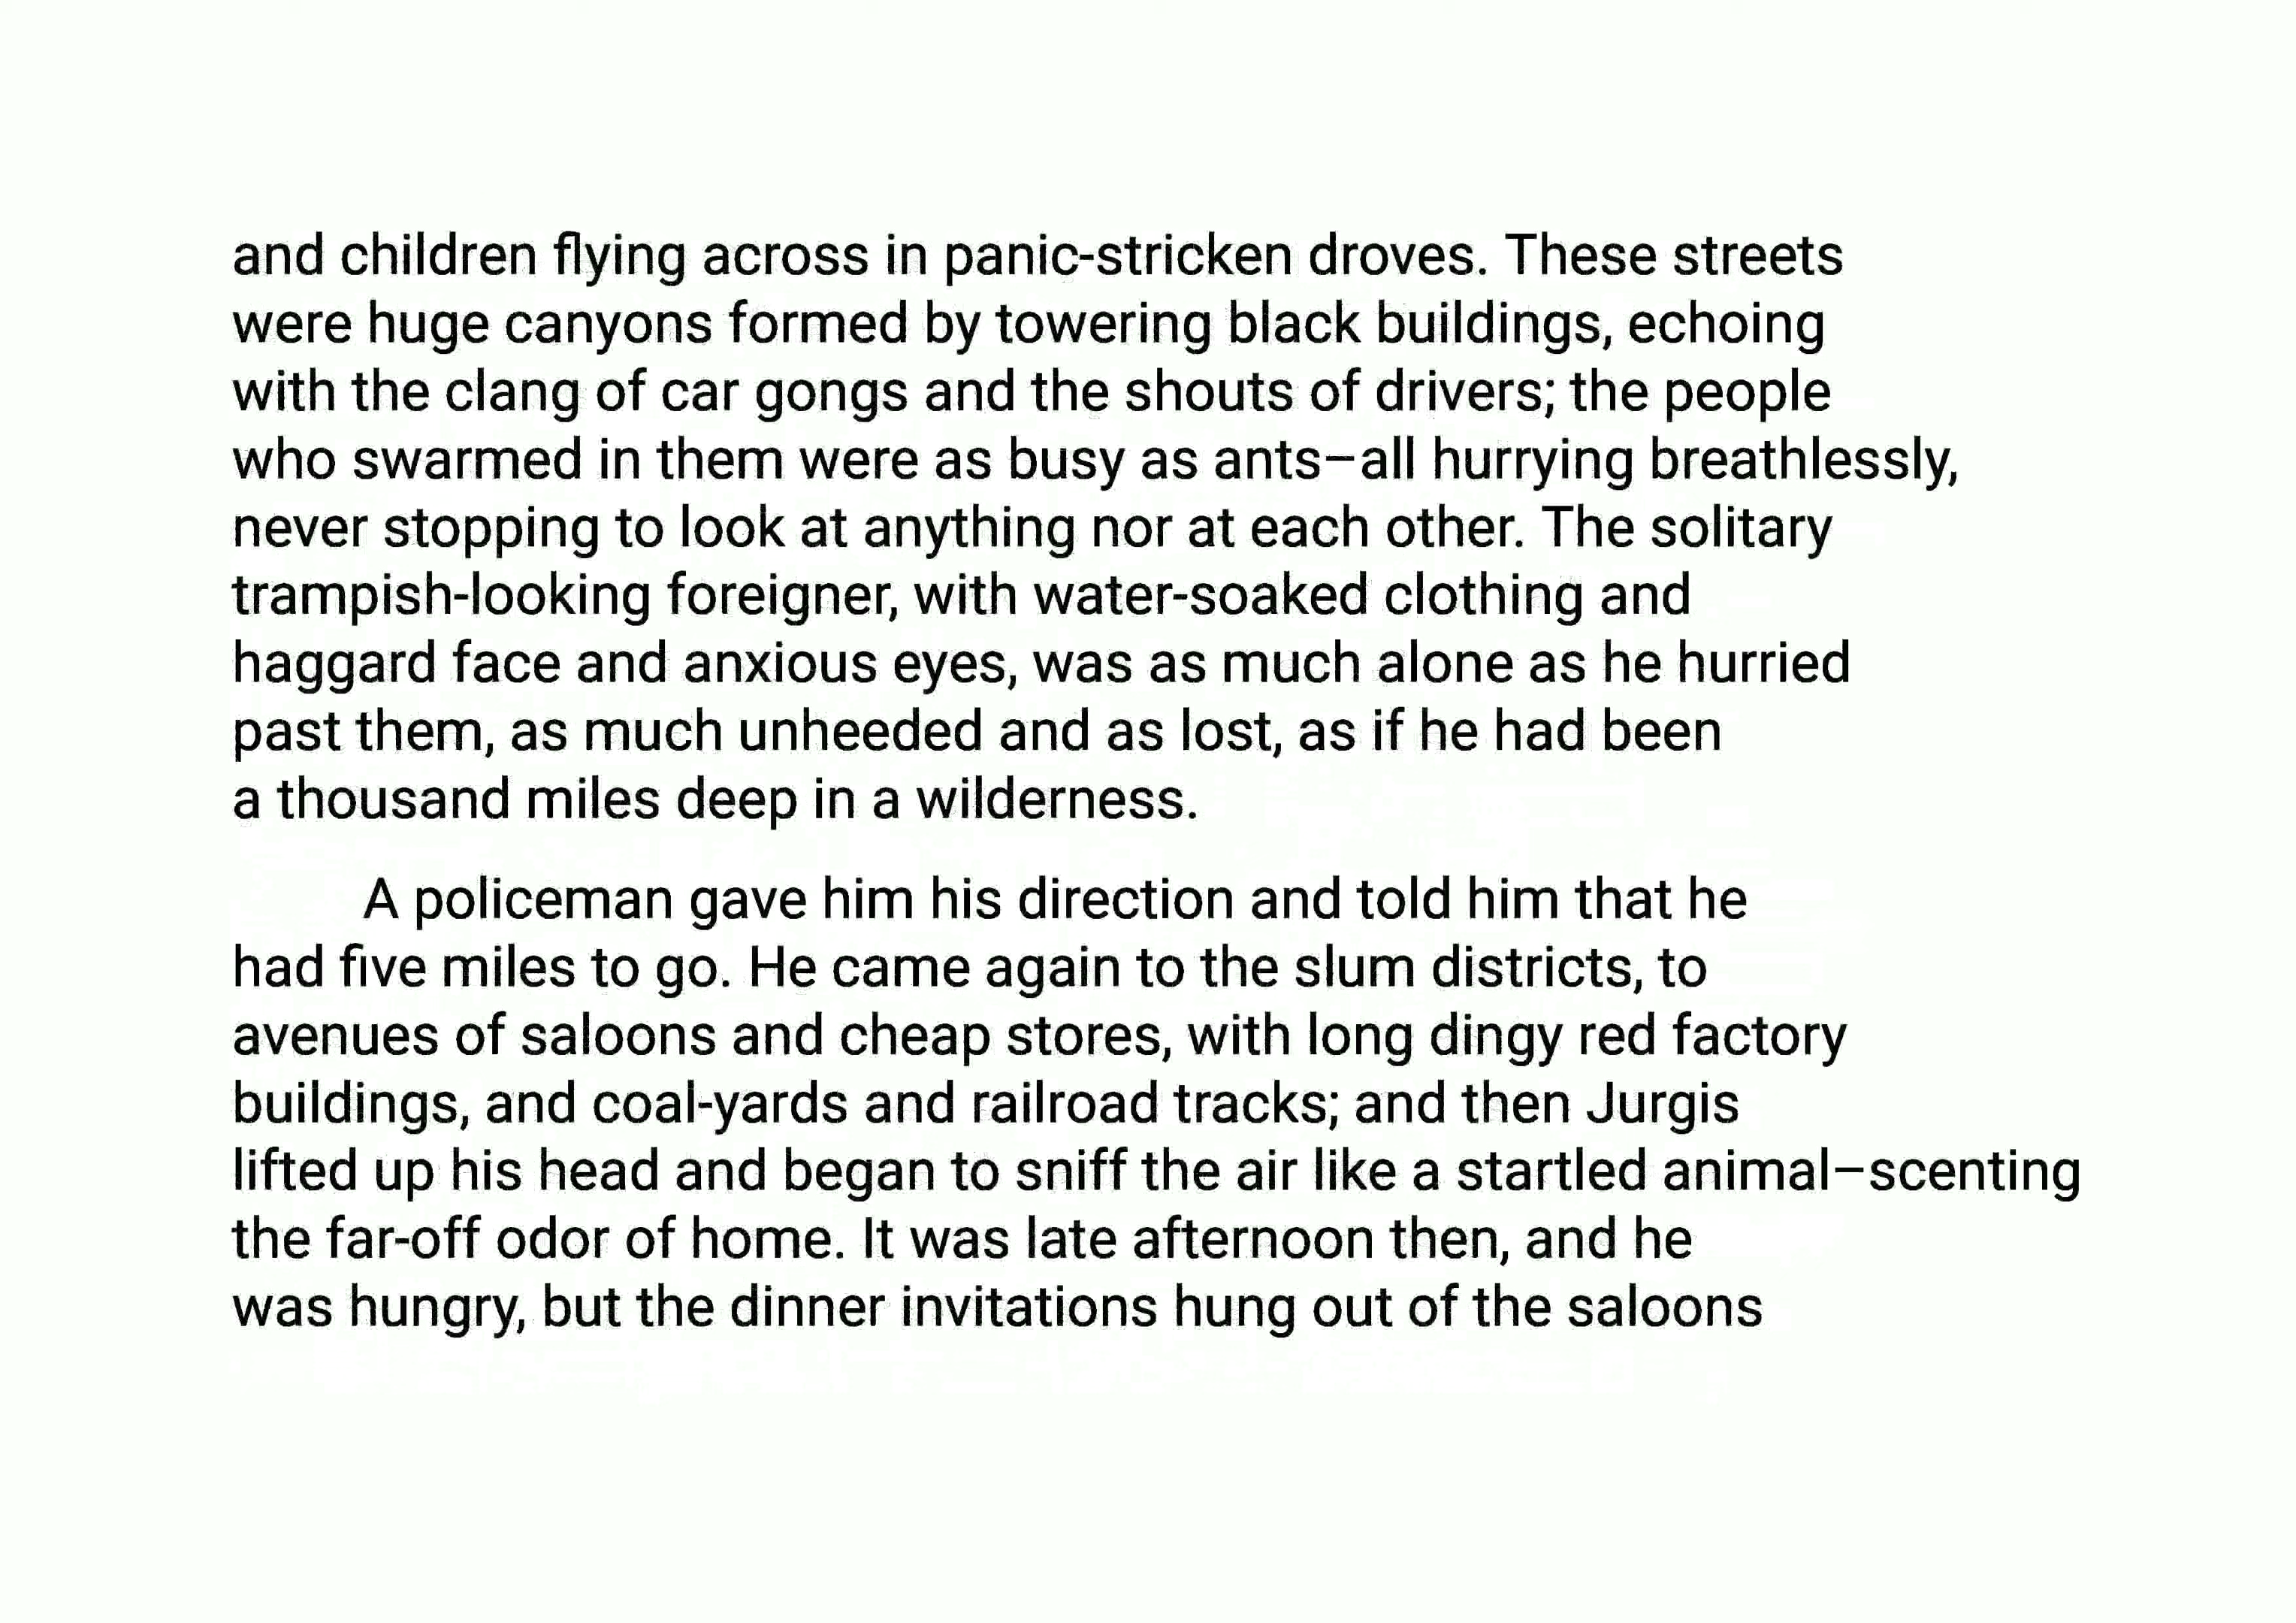 and children flying across in panic-stricken droves. These streets
were huge canyons formed by towering black buildings, echoing
with the clang of car gongs and the shouts of drivers; the people
who swarmed in them were as busy as ants–all hurrying breathlessly,
never stopping to look at anything nor at each other. The solitary
trampish-looking foreigner, with water-soaked clothing and
haggard face and anxious eyes, was as much alone as he hurried
past them, as much unheeded and as lost, as if he had been
a thousand miles deep in a wilderness.
A policeman gave him his direction and told him that he
had five miles to go. He came again to the slum districts, to
avenues of saloons and cheap stores, with long dingy red factory
buildings, and coal-yards and railroad tracks; and then Jurgis
lifted up his head and began to sniff the air like a startled animal–scenting
the far-off odor of home. It was late afternoon then, and he
was hungry, but the dinner invitations hung out of the saloons